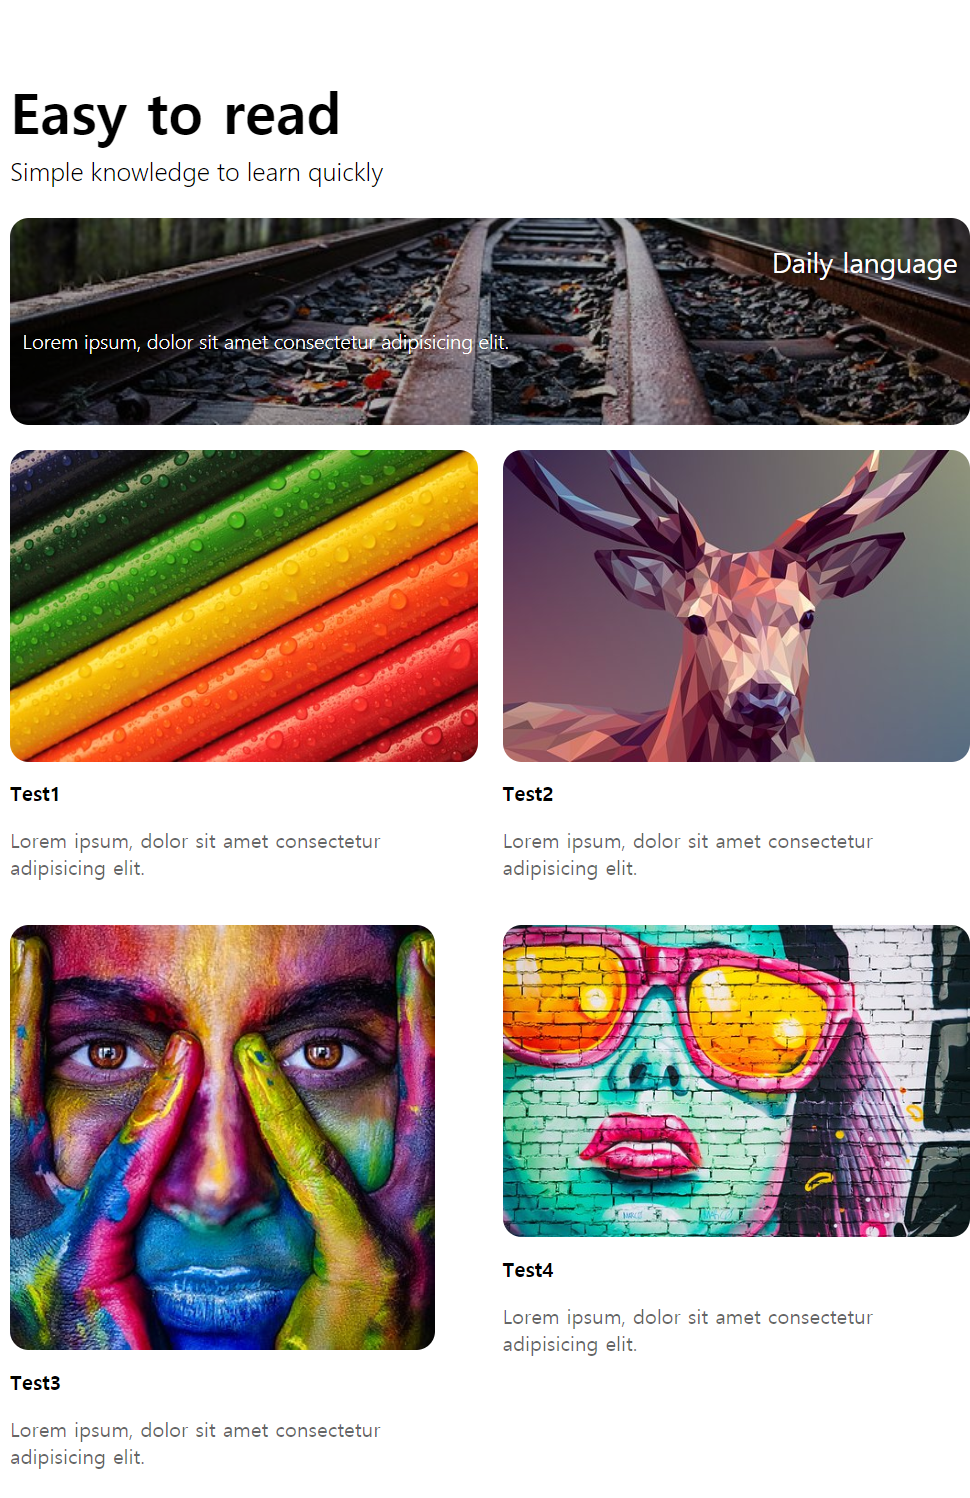 Easy to read
Simple knowledge to learn quickly
Daily language
Lorem ipsum, dolor sit amet consectetur adipisicing elit.
Test1
Lorem ipsum, dolor sit amet consectetur
adipisicing elit.
Test2
Lorem ipsum, dolor sit amet consectetur
adipisicing elit.
Test3
Lorem ipsum, dolor sit amet consectetur
adipisicing elit.
Test4
Lorem ipsum, dolor sit amet consectetur
adipisicing elit.